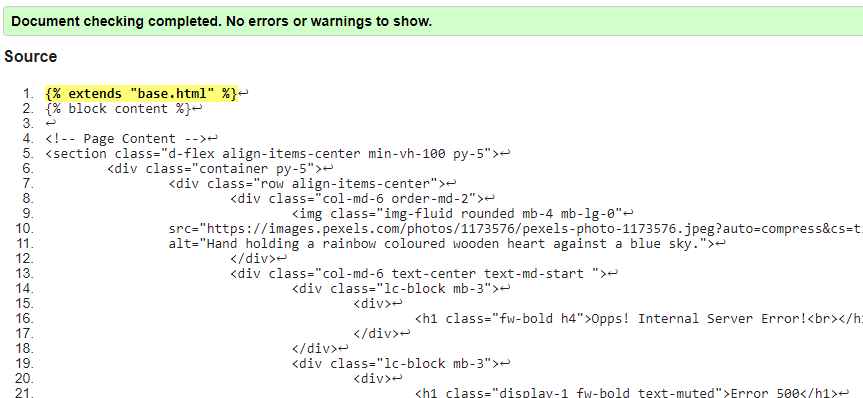 Document checking completed. No errors or warnings to show.
Source
1. {% extends "base.html" %}↩
2. {% block content %}↩
3. ↩
4. <!-- Page Content -->↩
5. <section class="d-flex align-items-center min-vh-100 py-5">↩
6. <div class="container py-5">↩
7. <div class="row align-items-center">↩
8. <div class="col-md-6 order-md-2">↩
9. <img class="img-fluid rounded mb-4 mb-lg-0"↩
10. src="https://images.pexels.com/photos/1173576/pexels-photo-1173576.jpeg?auto=compress&cs=t
11. alt="Hand holding a rainbow coloured wooden heart against a blue sky.">↩
12. </div>↩
13. <div class="col-md-6 text-center text-md-start ">↩
14. <div class="lc-block mb-3">↩
15. <div>↩
16. <h1 class="fw-bold h4">Opps! Internal Server Error!<br></h
17. </div>↩
18. </div>↩
19. <div class="lc-block mb-3">↩
20. <div>↩
21. <h1 class="display-1 fw-bold text-muted">Error 500</h1>↩